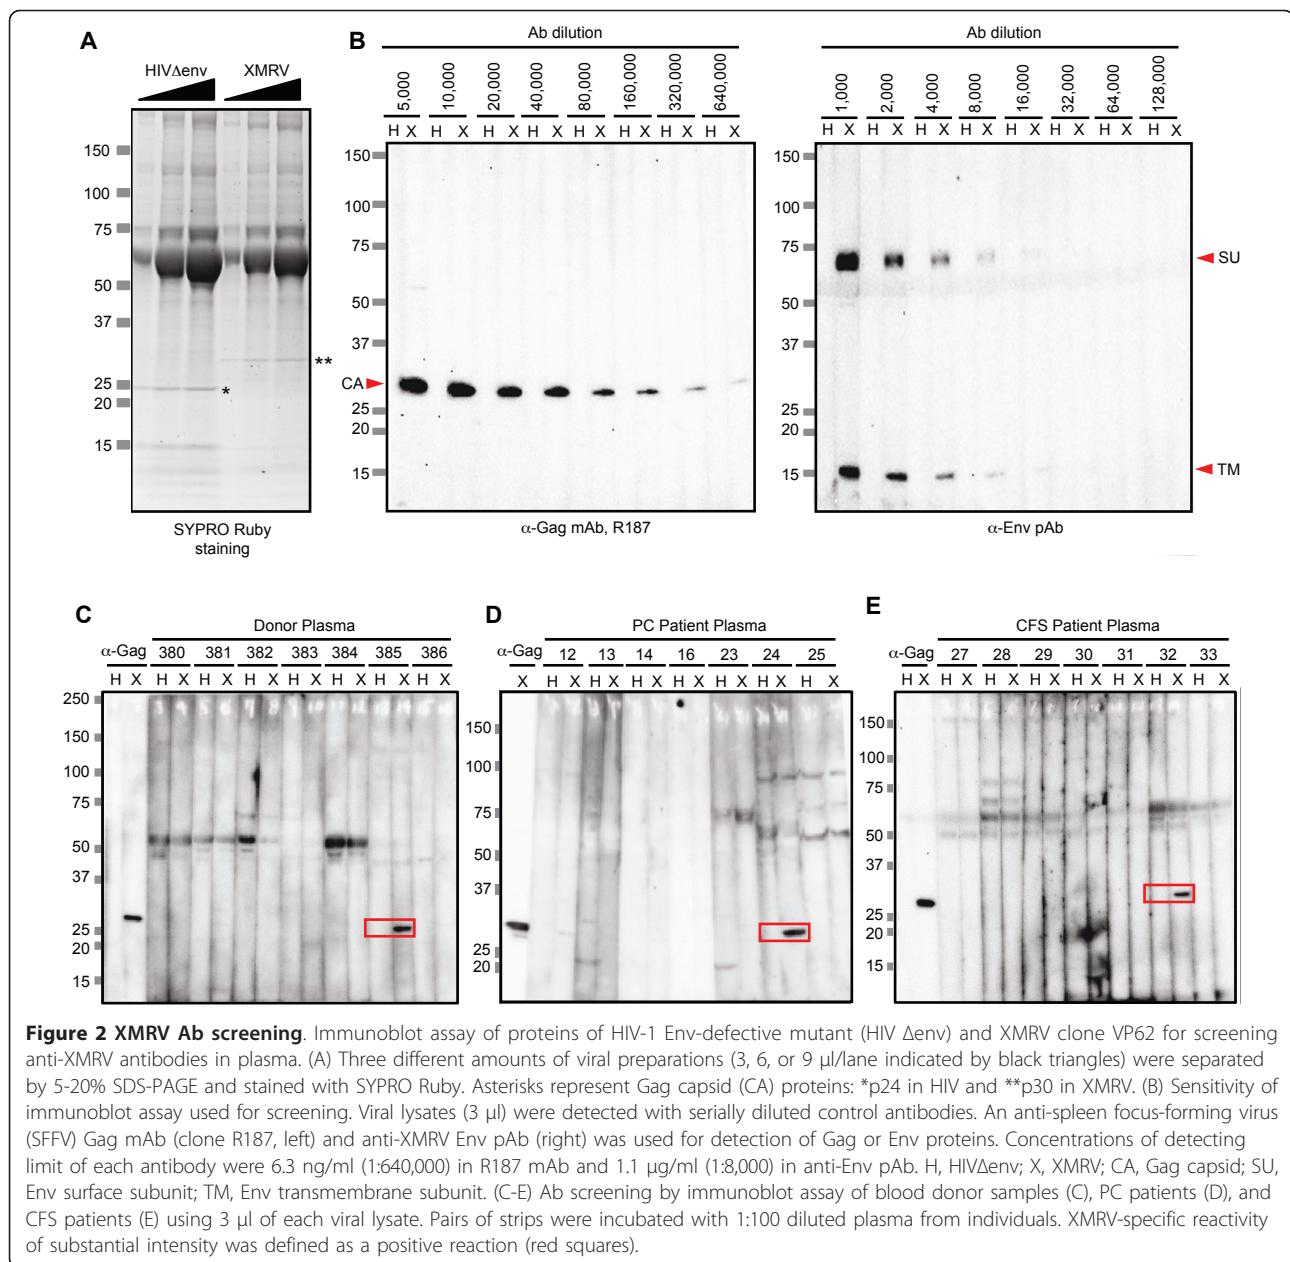 A
HIVΔenv XMRV
150
100
75
50
37
25
20
15
*
**
SYPRO Ruby
staining
B
Ab dilution
5,000 10,000 20,000 40,000 80,000 160,000 320,000 640,000
H X H X H X H X H X H X H X H X
150
100
75
50
37
CA
25
20
15
α-Gag mAb, R187
Ab dilution
1,000 2,000 4,000 8,000 16,000 32,000 64,000 128,000
H X H X H X H X H X H X H X H X
150
100
75
SU
50
37
25
20
15
TM
α-Env pAb
C
Donor Plasma
α-Gag 380 381 382 383 384 385 386
H X H X H X H X H X H X H X H X
250
150
100
75
50
37
25
20
15
D
PC Patient Plasma
α-Gag 12 13 14 16 23 24 25
X H X H X H X H X H X H X H X
150
100
75
50
37
25
20
E
CFS Patient Plasma
α-Gag 27 28 29 30 31 32 33
H X H X H X H X H X H X H X H X
150
100
75
50
37
25
20
15
Figure 2 XMRV Ab screening. Immunoblot assay of proteins of HIV-1 Env-defective mutant (HIV Δenv) and XMRV clone VP62 for screening
anti-XMRV antibodies in plasma. (A) Three different amounts of viral preparations (3, 6, or 9 μl/lane indicated by black triangles) were separated
by 5-20% SDS-PAGE and stained with SYPRO Ruby. Asterisks represent Gag capsid (CA) proteins: *p24 in HIV and **p30 in XMRV. (B) Sensitivity of
immunoblot assay used for screening. Viral lysates (3 μl) were detected with serially diluted control antibodies. An anti-spleen focus-forming virus
(SFFV) Gag mAb (clone R187, left) and anti-XMRV Env pAb (right) was used for detection of Gag or Env proteins. Concentrations of detecting
limit of each antibody were 6.3 ng/ml (1:640,000) in R187 mAb and 1.1 μg/ml (1:8,000) in anti-Env pAb. H, HIVΔenv; X, XMRV; CA, Gag capsid; SU,
Env surface subunit; TM, Env transmembrane subunit. (C-E) Ab screening by immunoblot assay of blood donor samples (C), PC patients (D), and
CFS patients (E) using 3 μl of each viral lysate. Pairs of strips were incubated with 1:100 diluted plasma from individuals. XMRV-specific reactivity
of substantial intensity was defined as a positive reaction (red squares).